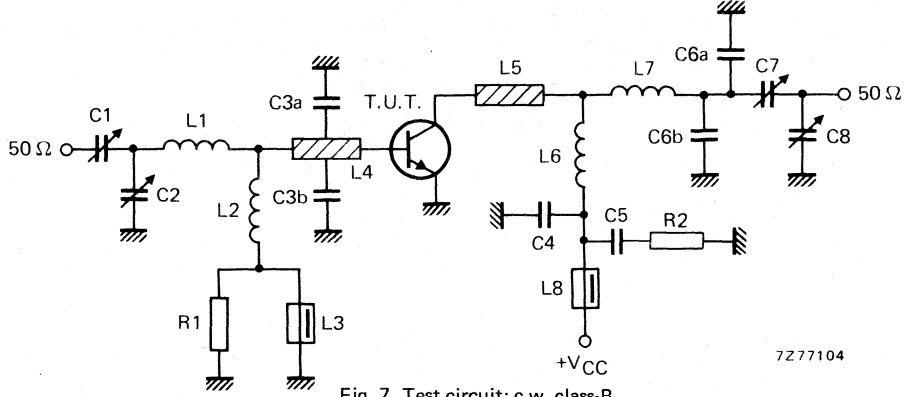 C6a
L5
L7
C7
C3a
T.U.T.
50 Ω
C1
L1
C6b
C8
50 Ω
L6
L4
C2
L2
C3b
C5
R2
C4
L8
R1
L3
+VCC
7Z77104
Fig. 7 Test circuit; c.w. class-B